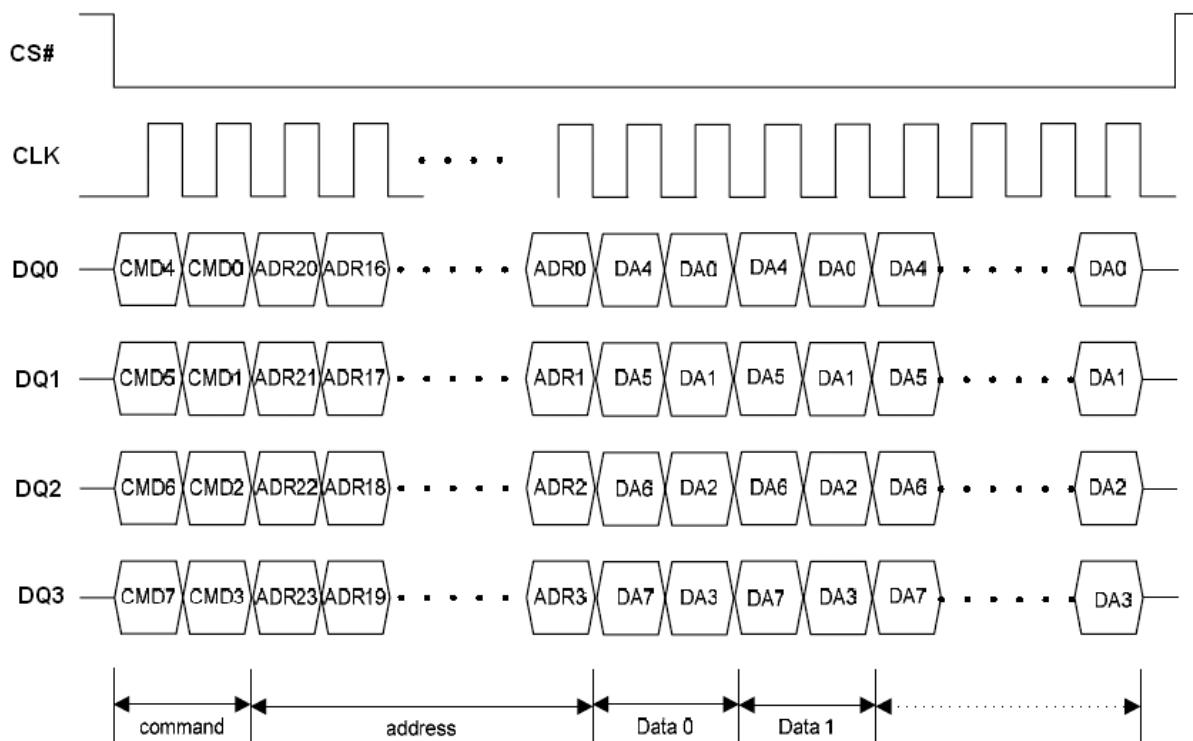 CS#
CLK
DQ0 CMD4 CMD0 ADR20 ADR16 ADR0 DA4 DA0 DA4 DA0 DA4 DA0
DQ1 CMD5 CMD1 ADR21 ADR17 ADR1 DA5 DA1 DA5 DA1 DA5 DA1
DQ2 CMD6 CMD2 ADR22 ADR18 ADR2 DA6 DA2 DA6 DA2 DA6 DA2
DQ3 CMD7 CMD3 ADR23 ADR19 ADR3 DA7 DA3 DA7 DA3 DA7 DA3
command address Data 0 Data 1